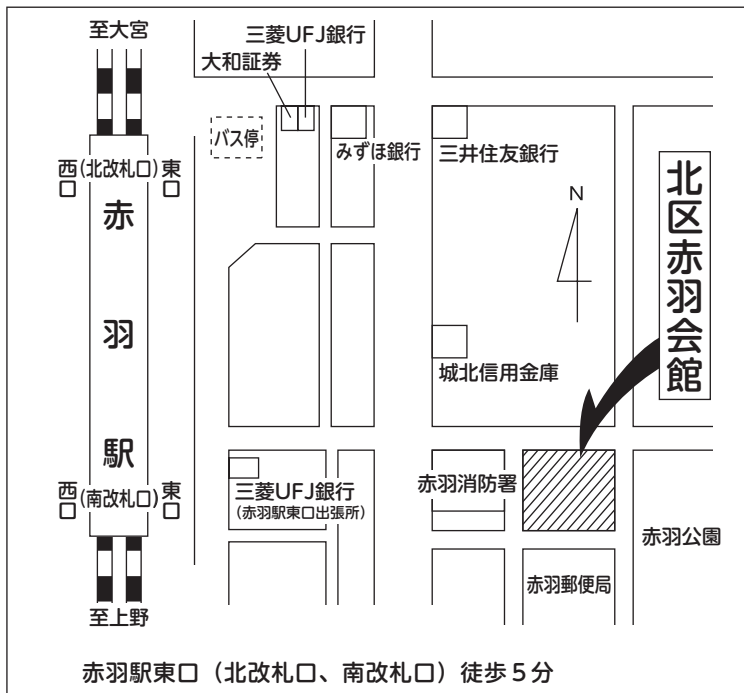 至大宮
三菱UFJ銀行
大和証券
バス停
みずほ銀行
三井住友銀行
西口
(北改札口)
東口
赤羽駅
N
北区赤羽会館
城北信用金庫
三菱UFJ銀行
(赤羽駅東口出張所)
赤羽消防署
西口
(南改札口)
東口
赤羽公園
赤羽郵便局
至上野
赤羽駅東口（北改札口、南改札口）徒歩５分